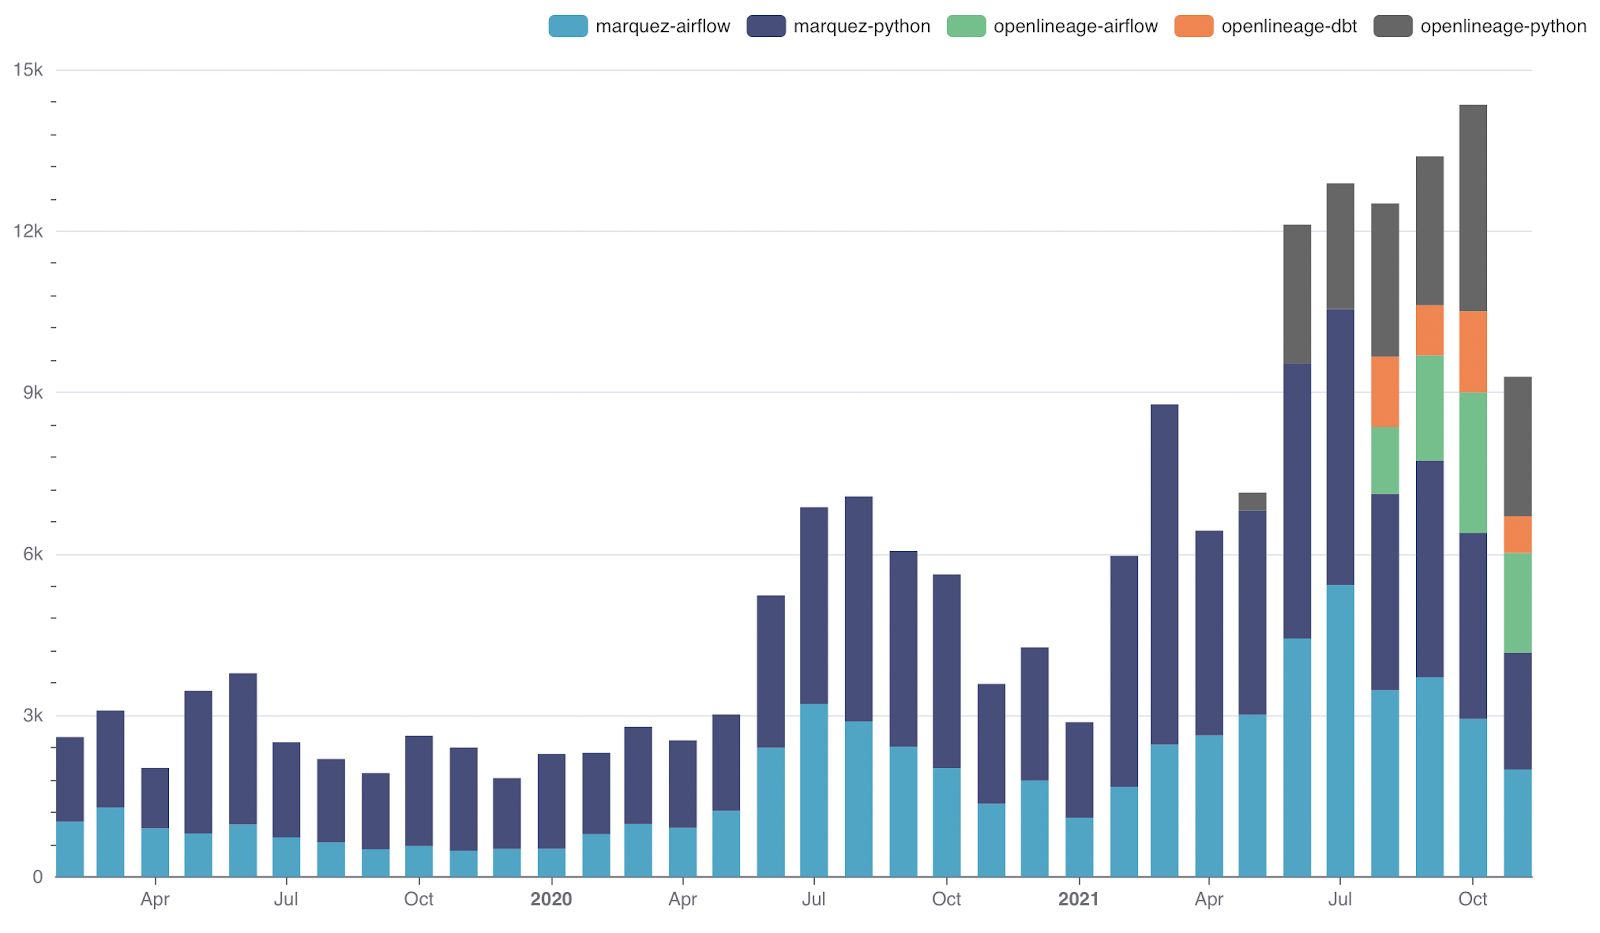 marquez-airflow marquez-python openlineage-airflow openlineage-dbt openlineage-python
15k
12k
9k
6k
3k
0
Apr Jul Oct 2020 Apr Jul Oct 2021 Apr Jul Oct